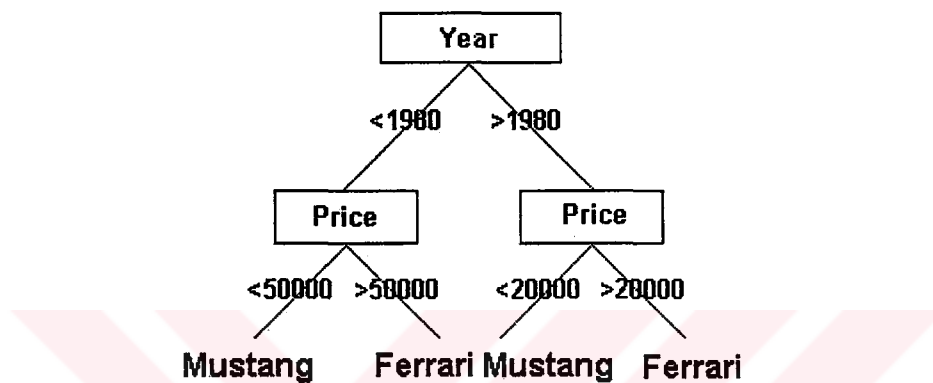 Year
<1980 >1980
Price Price
<50000 >50000 <20000 >20000
Mustang Ferrari Mustang Ferrari